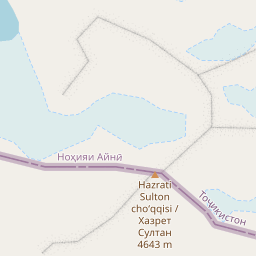 Ноҳияи Айнӣ
Hazrati
Sulton
cho‘qqisi /
Хазрет
Султан
4643 m
Тоҷикистон